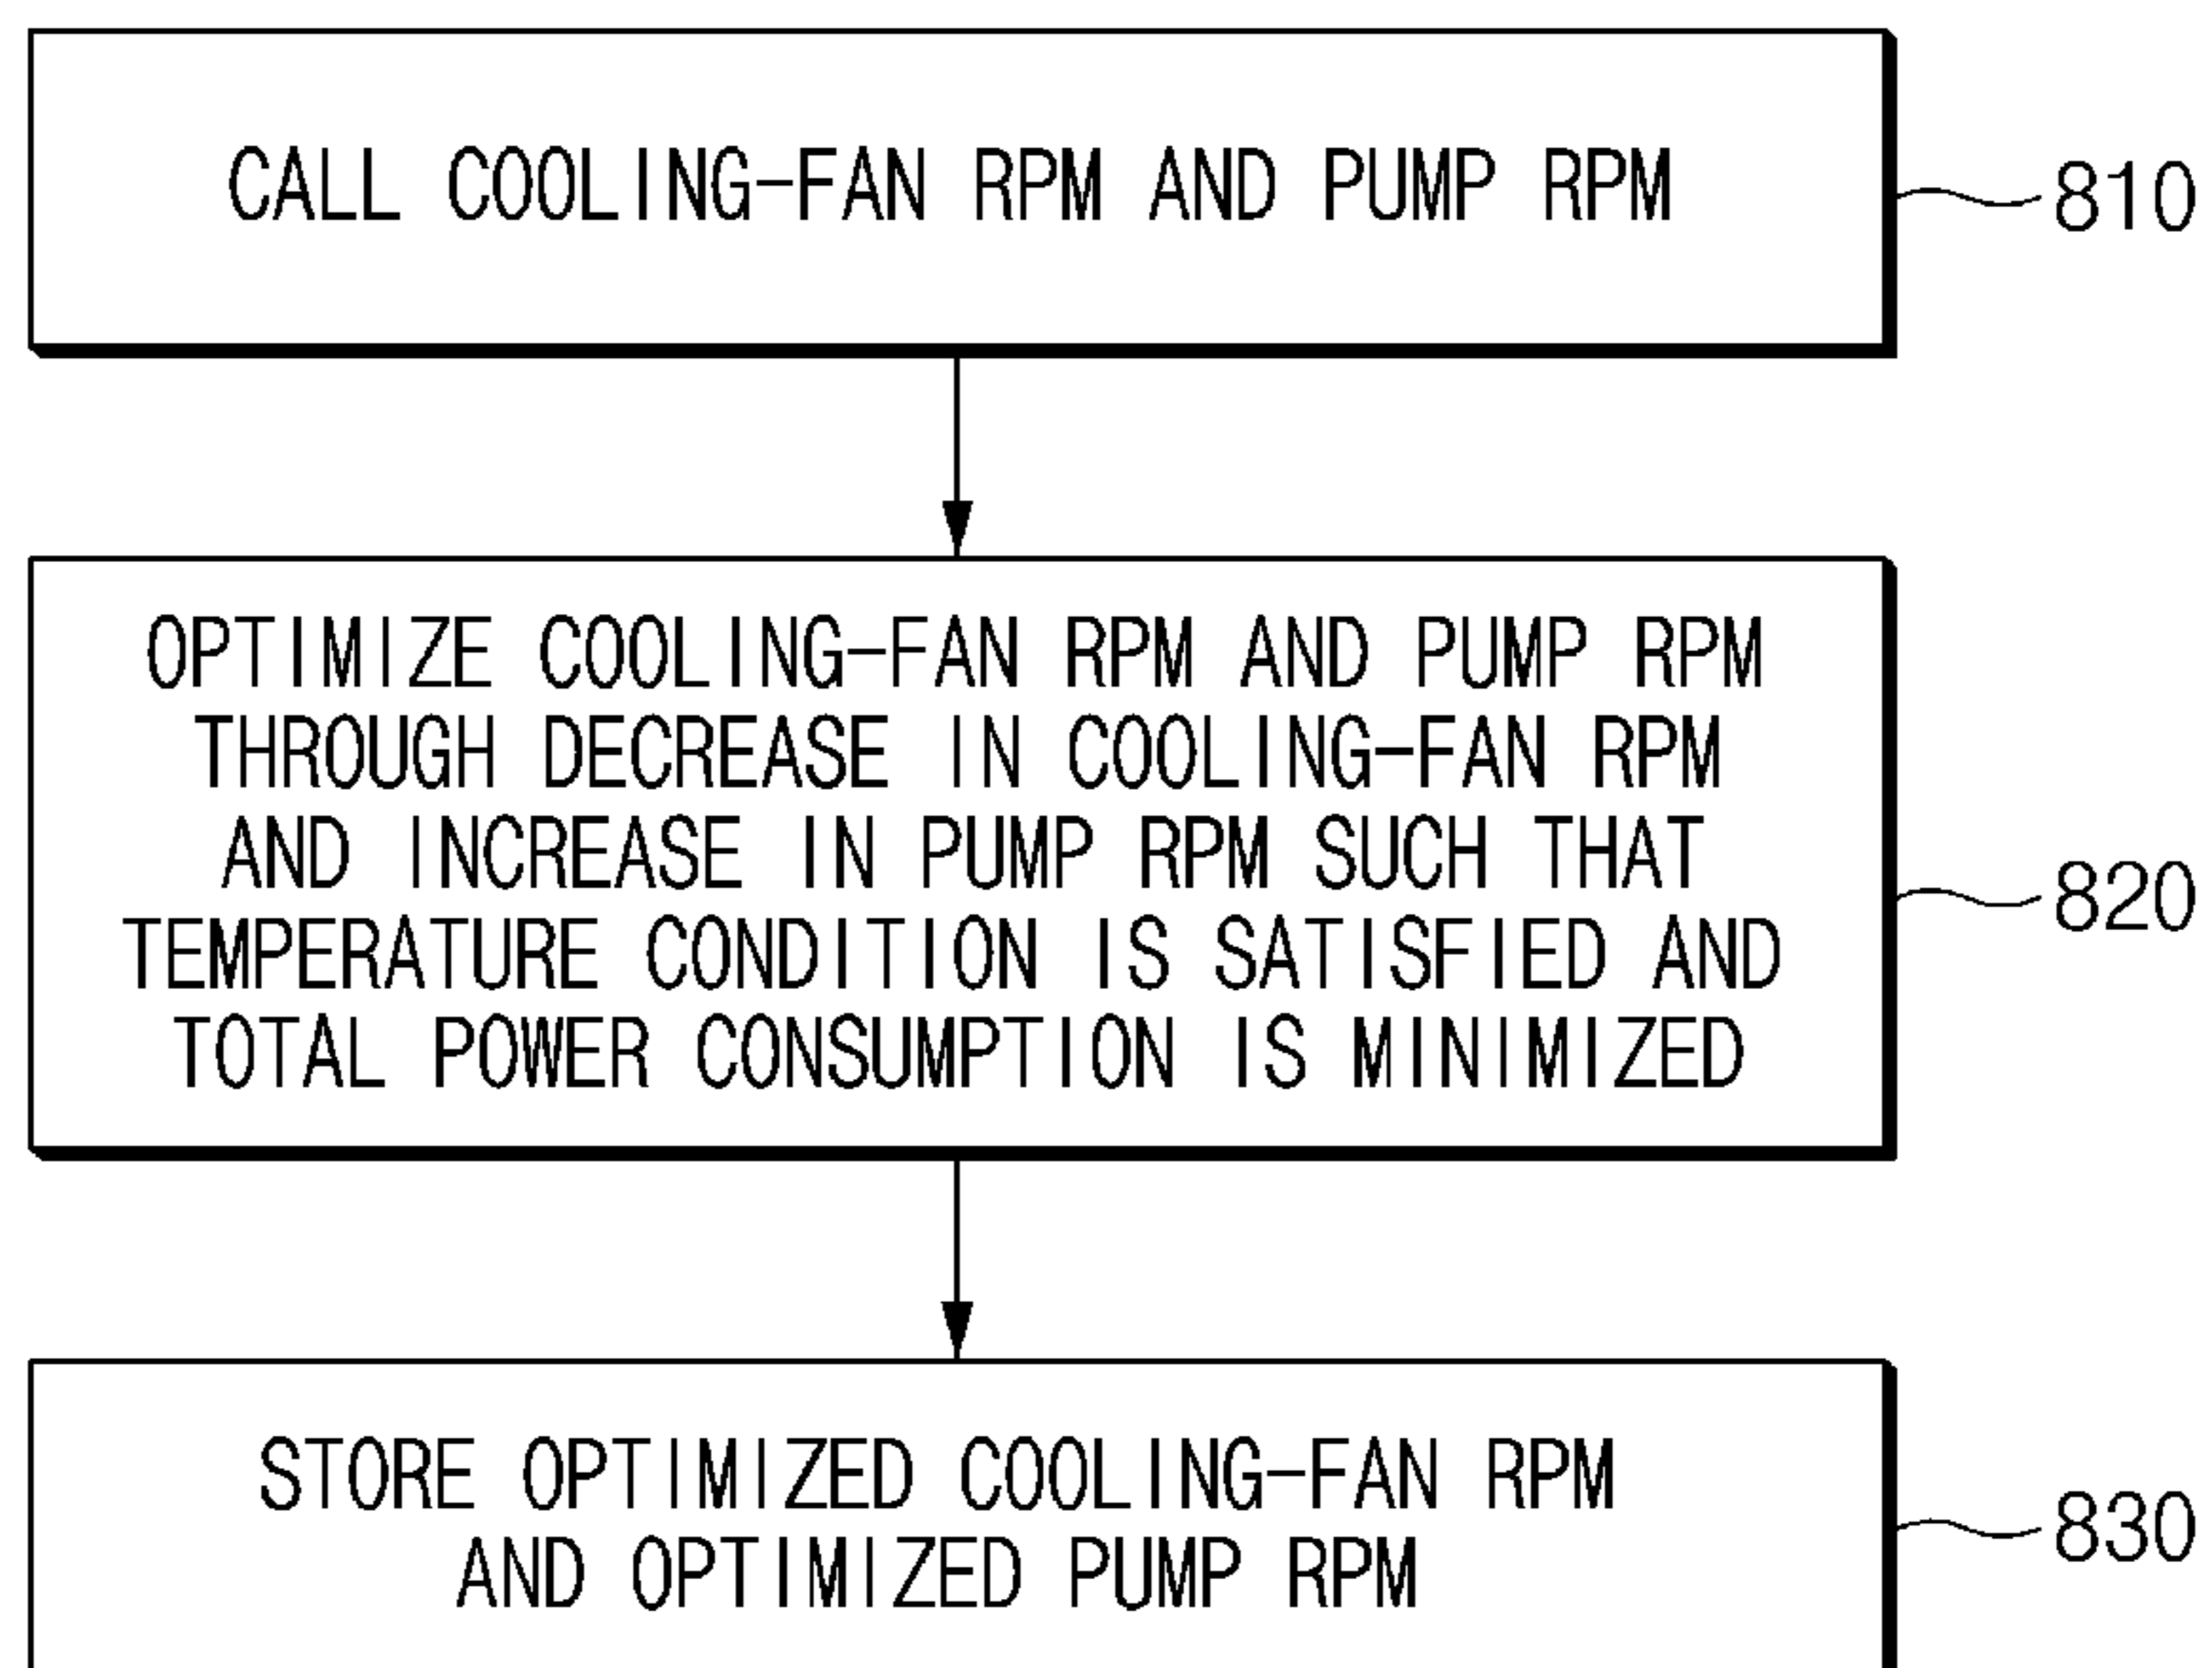 CALL COOLING-FAN RPM AND PUMP RPM
810
OPTIMIZE COOLING-FAN RPM AND PUMP RPM
THROUGH DECREASE IN COOLING-FAN RPM
AND INCREASE IN PUMP RPM SUCH THAT
TEMPERATURE CONDITION IS SATISFIED AND
TOTAL POWER CONSUMPTION IS MINIMIZED
820
STORE OPTIMIZED COOLING-FAN RPM
AND OPTIMIZED PUMP RPM
830